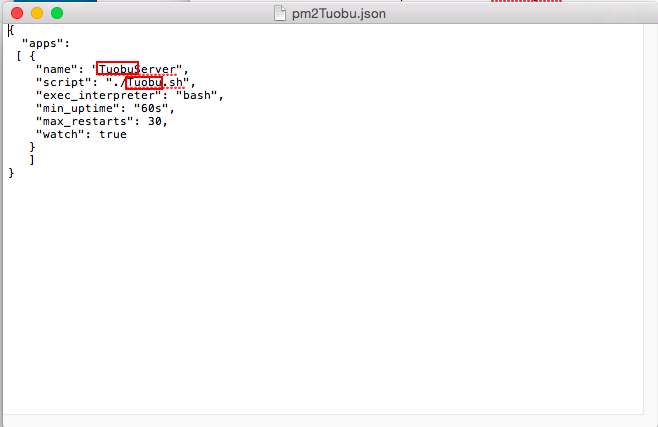 pm2Tuobu.json
{
"apps":
[ {
"name": "TuobuServer",
"script": "./Tuobu.sh",
"exec_interpreter": "bash",
"min_uptime": "60s",
"max_restarts": 30,
"watch": true
}
]
}